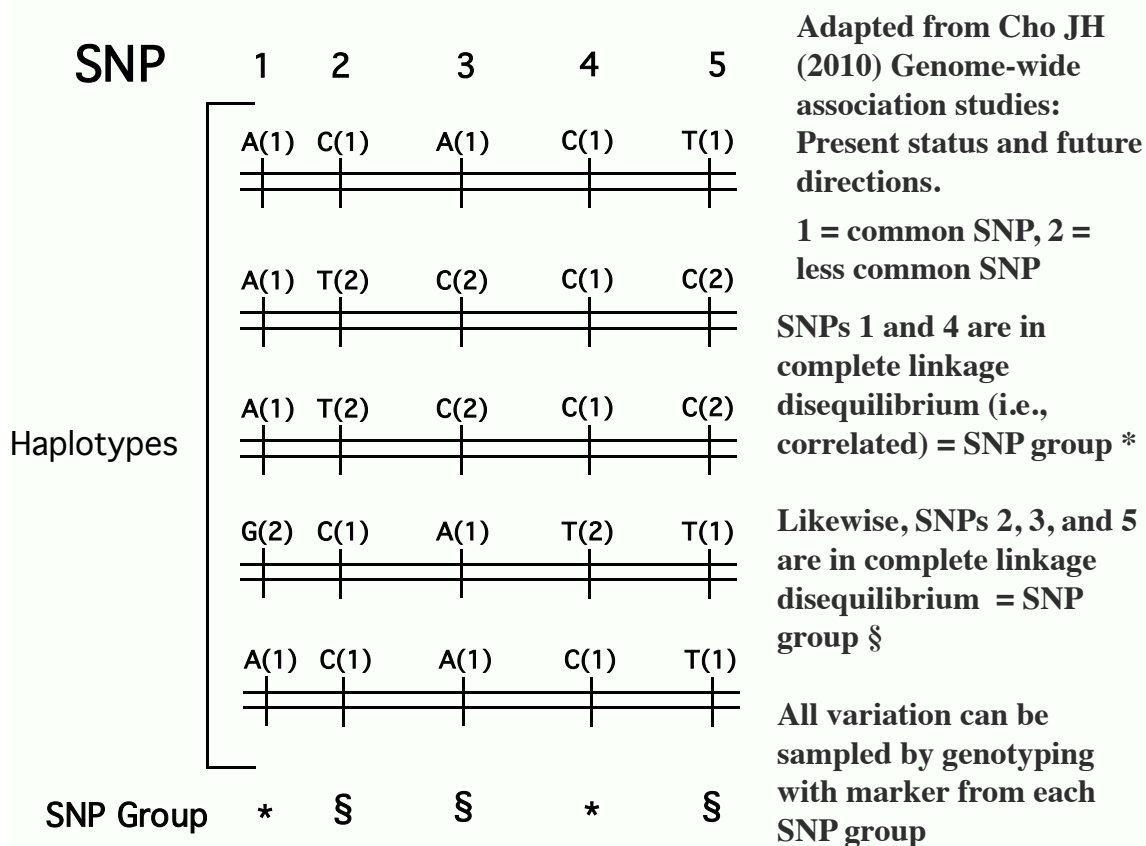 SNP 1 2 3 4 5
A(1) C(1) A(1) C(1) T(1)
A(1) T(2) C(2) C(1) C(2)
A(1) T(2) C(2) C(1) C(2)
Haplotypes
G(2) C(1) A(1) T(2) T(1)
A(1) C(1) A(1) C(1) T(1)
SNP Group * § § * §
Adapted from Cho JH
(2010) Genome-wide
association studies:
Present status and future
directions.
1 = common SNP, 2 =
less common SNP
SNPs 1 and 4 are in
complete linkage
disequilibrium (i.e.,
correlated) = SNP group *
Likewise, SNPs 2, 3, and 5
are in complete linkage
disequilibrium = SNP
group §
All variation can be
sampled by genotyping
with marker from each
SNP group